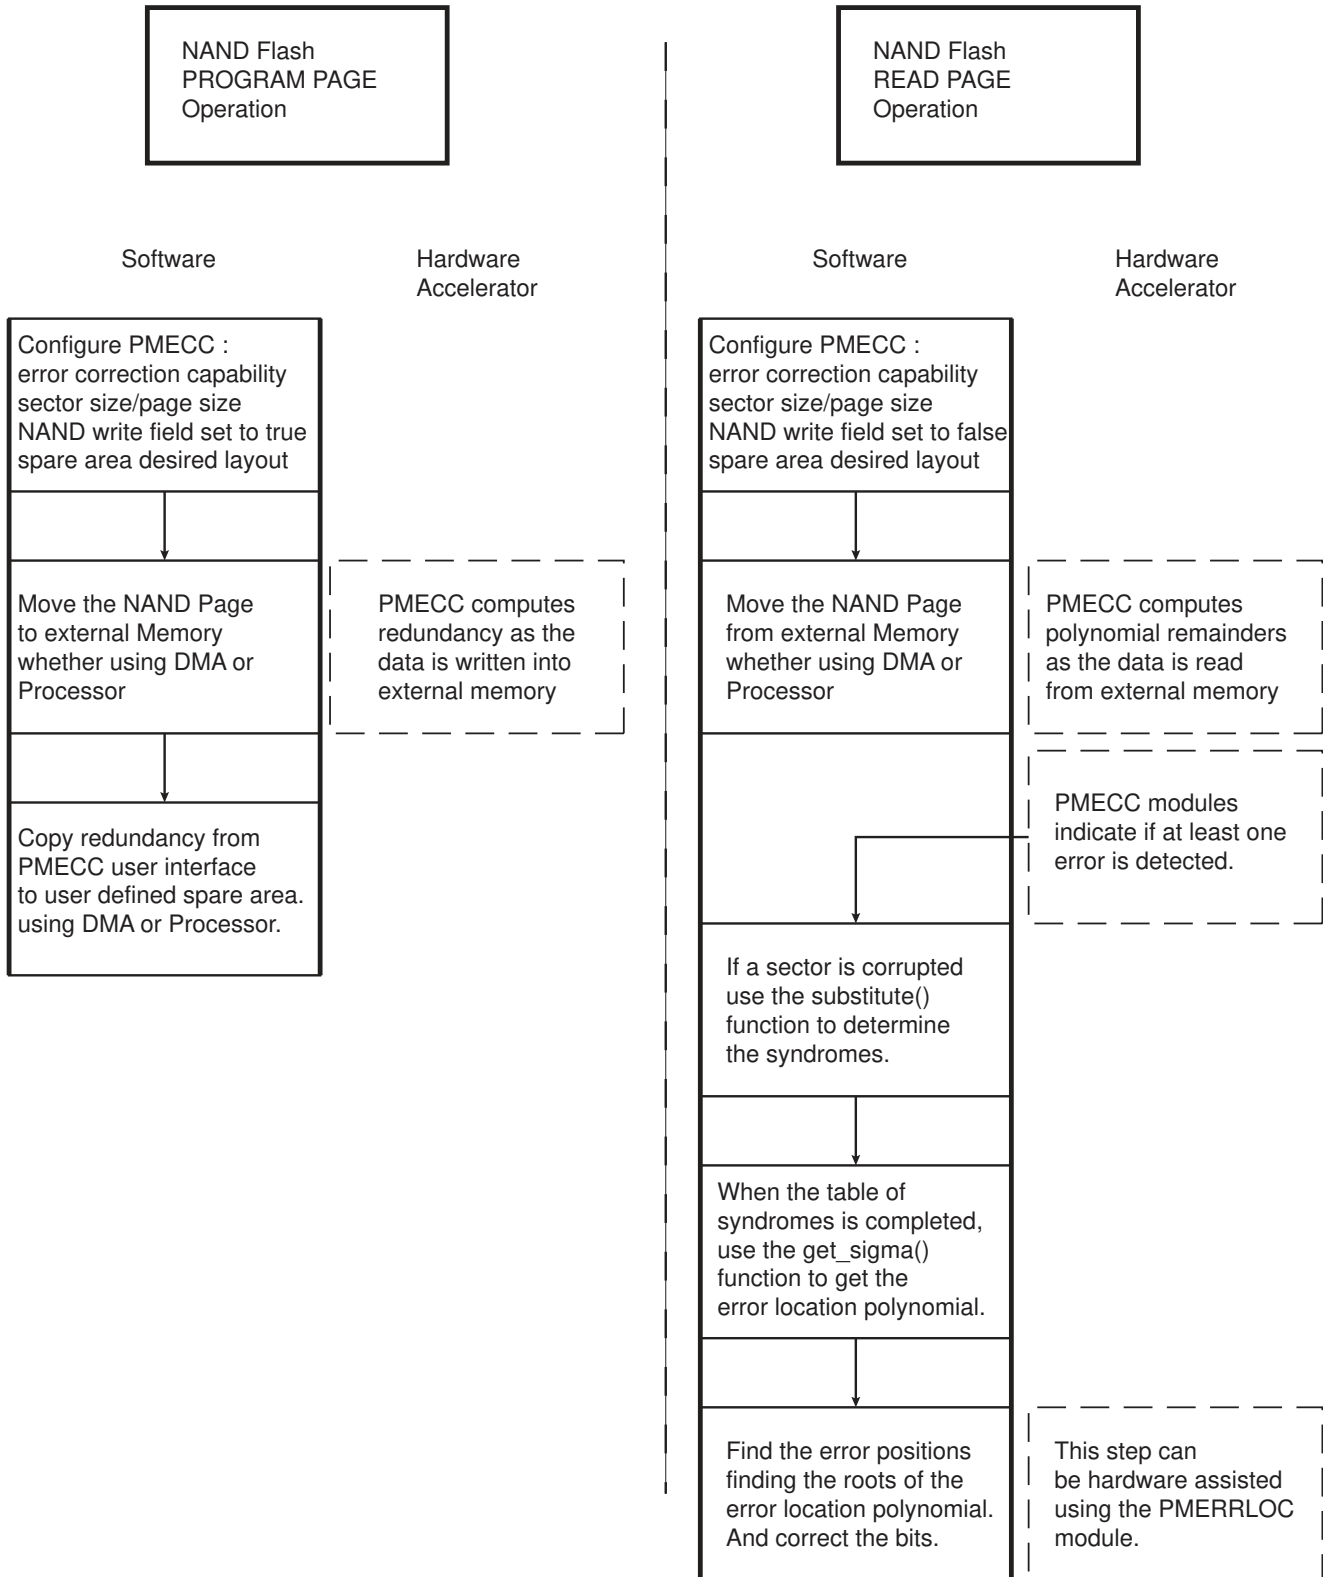 NAND Flash
PROGRAM PAGE
Operation
Software
Hardware
Accelerator
Configure PMECC :
error correction capability
sector size/page size
NAND write field set to true
spare area desired layout
Move the NAND Page
to external Memory
whether using DMA or
Processor
PMECC computes
redundancy as the
data is written into
external memory
Copy redundancy from
PMECC user interface
to user defined spare area.
using DMA or Processor.
NAND Flash
READ PAGE
Operation
Software
Hardware
Accelerator
Configure PMECC :
error correction capability
sector size/page size
NAND write field set to false
spare area desired layout
Move the NAND Page
from external Memory
whether using DMA or
Processor
PMECC computes
polynomial remainders
as the data is read
from external memory
PMECC modules
indicate if at least one
error is detected.
If a sector is corrupted
use the substitute()
function to determine
the syndromes.
When the table of
syndromes is completed,
use the get_sigma()
function to get the
error location polynomial.
Find the error positions
finding the roots of the
error location polynomial.
And correct the bits.
This step can
be hardware assisted
using the PMERRLOC
module.